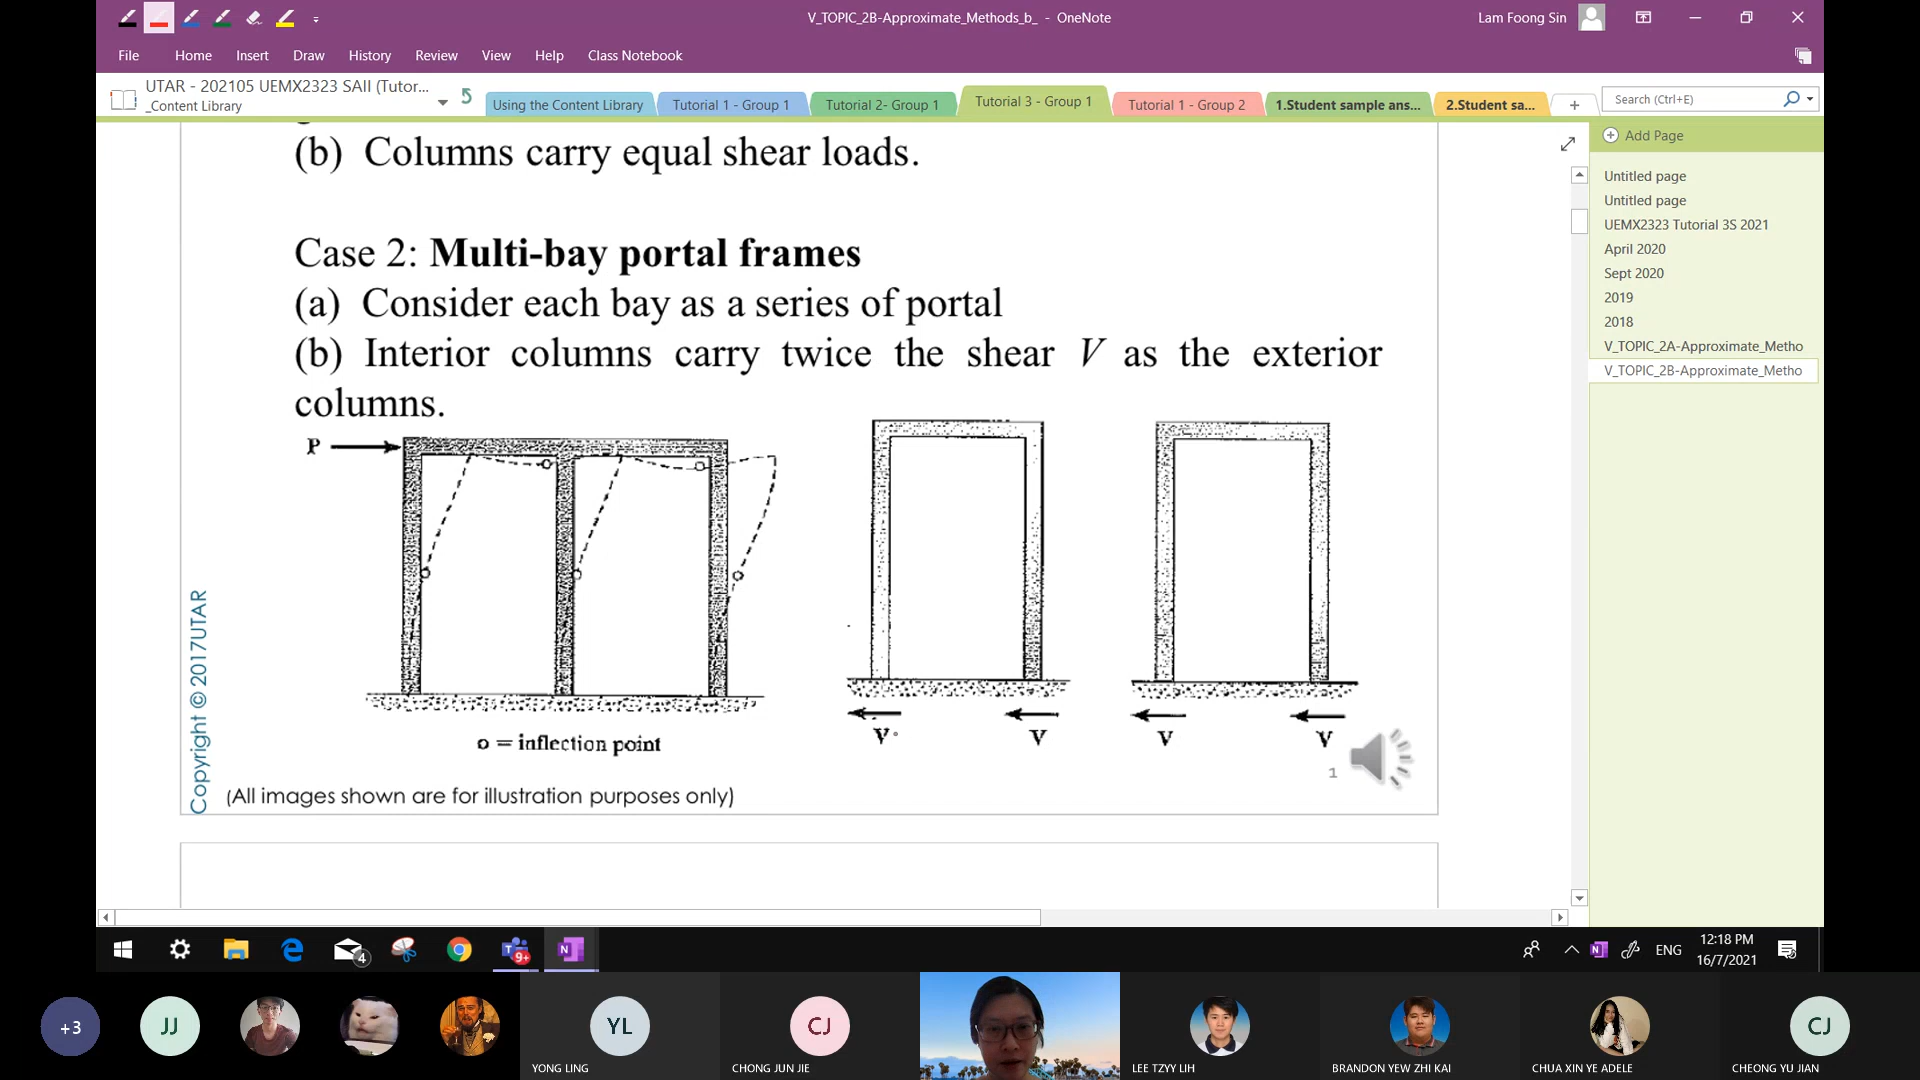 V_TOPIC_2B-Approximate_Methods_b_ - OneNote
Lam Foong Sin
File Home Insert Draw History Review View Help Class Notebook
UTAR - 202105 UEMX2323 SAII (Tutor...
_Content Library
Using the Content Library
Tutorial 1 - Group 1
Tutorial 2- Group 1
Tutorial 3 - Group 1
Tutorial 1 - Group 2
1.Student sample ans...
2.Student sa...
Search (Ctrl+E)
Add Page
Untitled page
Untitled page
UEMX2323 Tutorial 3S 2021
April 2020
Sept 2020
2019
2018
V_TOPIC_2A-Approximate_Metho
V_TOPIC_2B-Approximate_Metho
(b) Columns carry equal shear loads.
Case 2: Multi-bay portal frames
(a) Consider each bay as a series of portal
(b) Interior columns carry twice the shear V as the exterior
columns.
P
o = inflection point
V
V
V
V
1
Copyright © 2017UTAR
(All images shown are for illustration purposes only)
4
9+
ENG
12:18 PM
16/7/2021
+3
JJ
YL
YONG LING
CJ
CHONG JUN JIE
LEE TZYY LIH
BRANDON YEW ZHI KAI
CHUA XIN YE ADELE
CJ
CHEONG YU JIAN